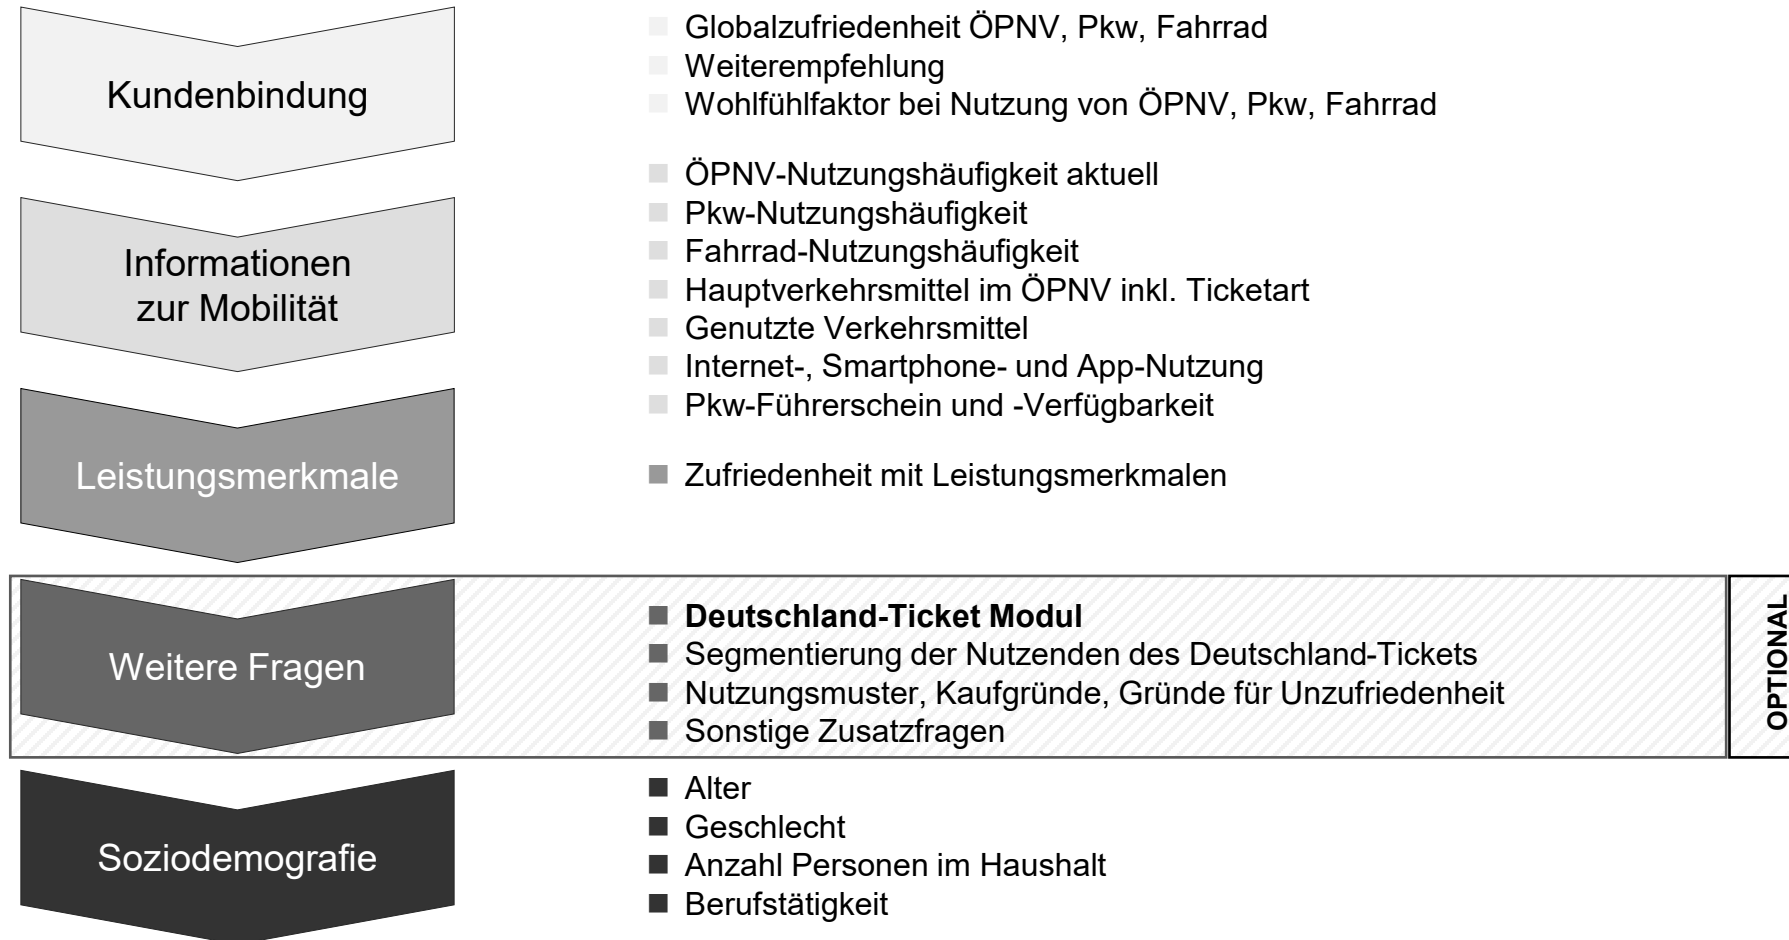 Kundenbindung
Globalzufriedenheit ÖPNV, Pkw, Fahrrad
Weiterempfehlung
Wohlfühlfaktor bei Nutzung von ÖPNV, Pkw, Fahrrad
Informationen
zur Mobilität
ÖPNV-Nutzungshäufigkeit aktuell
Pkw-Nutzungshäufigkeit
Fahrrad-Nutzungshäufigkeit
Hauptverkehrsmittel im ÖPNV inkl. Ticketart
Genutzte Verkehrsmittel
Internet-, Smartphone- und App-Nutzung
Pkw-Führerschein und -Verfügbarkeit
Leistungsmerkmale
Zufriedenheit mit Leistungsmerkmalen
Weitere Fragen
Deutschland-Ticket Modul
Segmentierung der Nutzenden des Deutschland-Tickets
Nutzungsmuster, Kaufgründe, Gründe für Unzufriedenheit
Sonstige Zusatzfragen
OPTIONAL
Soziodemografie
Alter
Geschlecht
Anzahl Personen im Haushalt
Berufstätigkeit